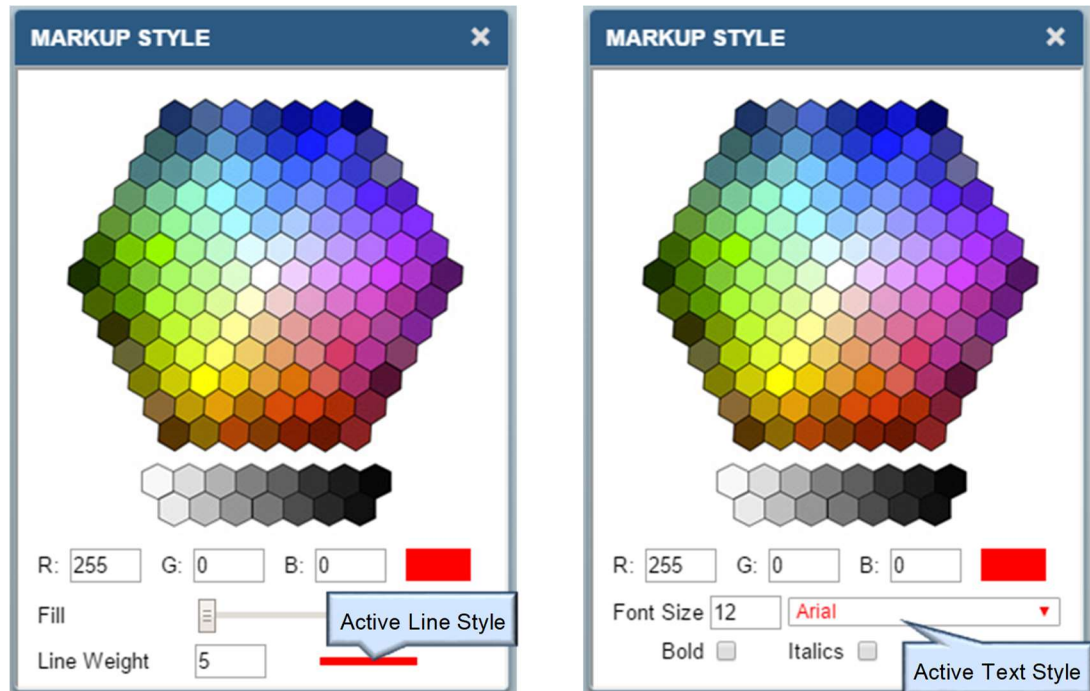 MARKUP STYLE ×
R: 255 G: 0 B: 0
Fill
Active Line Style
Line Weight 5
MARKUP STYLE ×
R: 255 G: 0 B: 0
Font Size 12 Arial
Bold Italics
Active Text Style